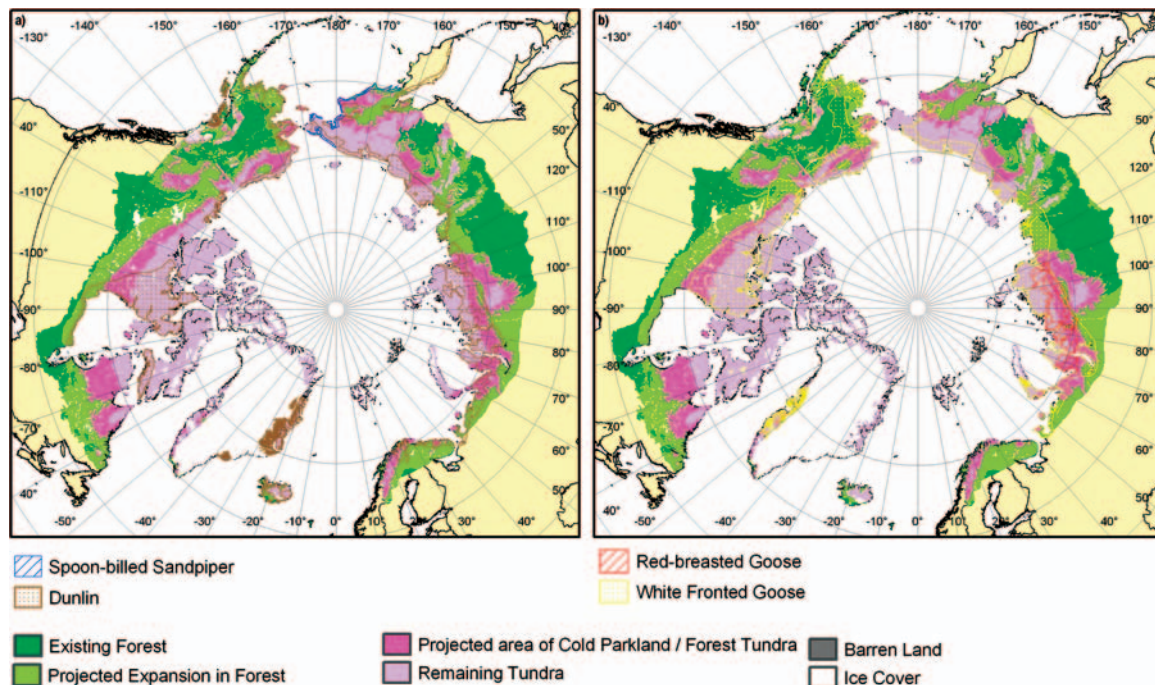 a) -140° -150° -160° -170° -180° 170° 160° 150° 40°
-130°
40°
50°
120°
-110°
110°
-100°
100°
-90°
90°
-80°
80°
70°
-70°
60°
40°
50°
-50° -40° -30° -20° -10° 0° 10° 20° 30° 40°
b) -140° -150° -160° -170° -180° 170° 160° 150° 40°
-130°
40°
50°
120°
-110°
110°
-100°
100°
-90°
90°
-80°
80°
70°
-70°
60°
40°
50°
-50° -40° -30° -20° -10° 0° 10° 20° 30° 40°
Spoon-billed Sandpiper
Dunlin
Red-breasted Goose
White Fronted Goose
Existing Forest
Projected Expansion in Forest
Projected area of Cold Parkland / Forest Tundra
Remaining Tundra
Barren Land
Ice Cover